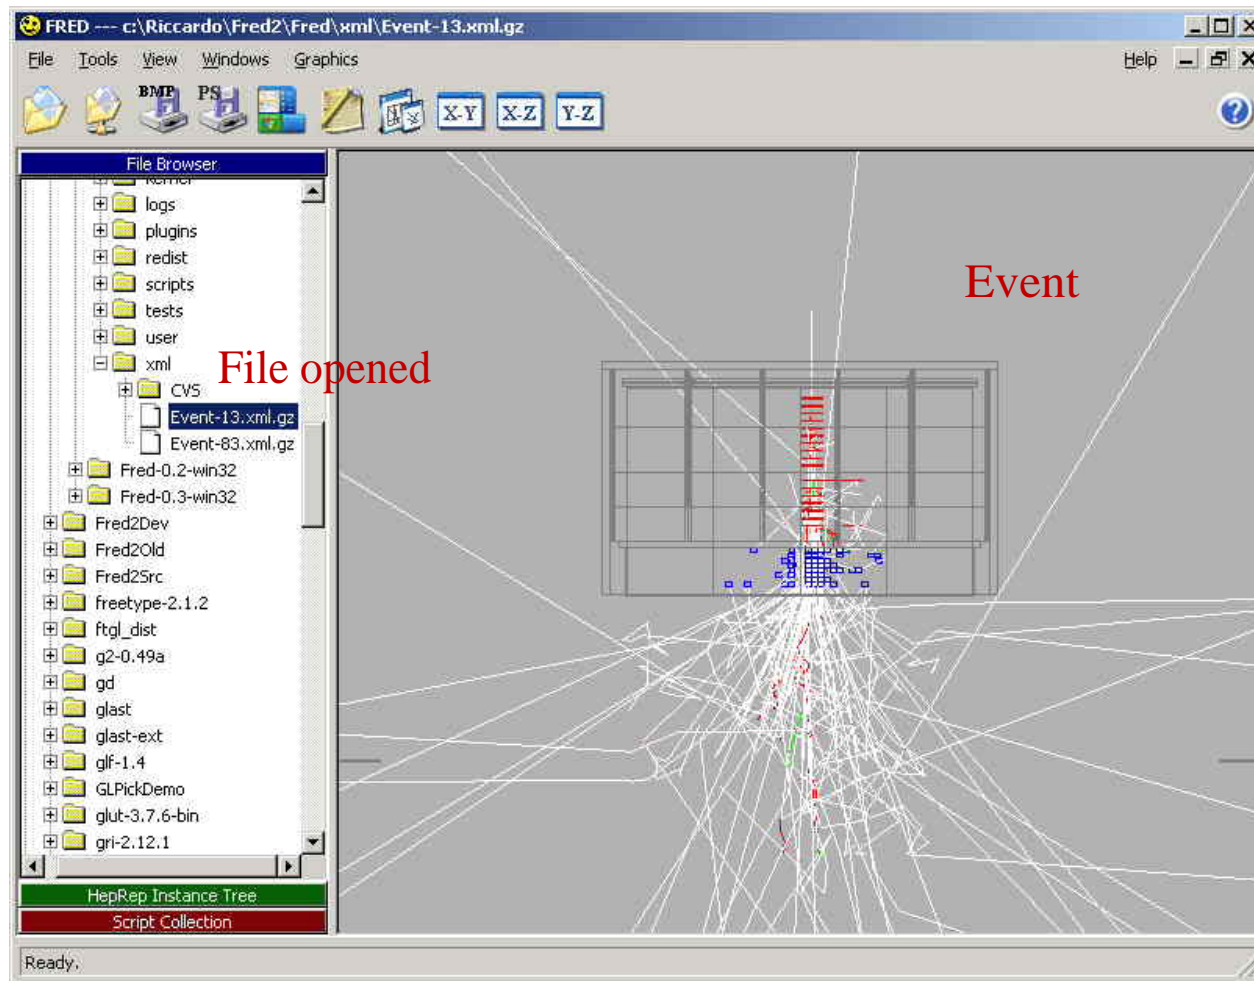 FRED --- c:\Riccardo\Fred2\Fred\xml\Event-13.xml.gz
File Tools View Windows Graphics Help
BMP PS X-Y X-Z Y-Z ?
File Browser
kernel
logs
plugins
redist
scripts
tests
user
xml
CVS
Event-13.xml.gz
Event-83.xml.gz
Fred-0.2-win32
Fred-0.3-win32
Fred2Dev
Fred2Old
Fred2Src
freetype-2.1.2
ftgl_dist
g2-0.49a
gd
glast
glast-ext
glf-1.4
GLPickDemo
glut-3.7.6-bin
gri-2.12.1
HepRep Instance Tree
Script Collection
Ready.
File opened
Event